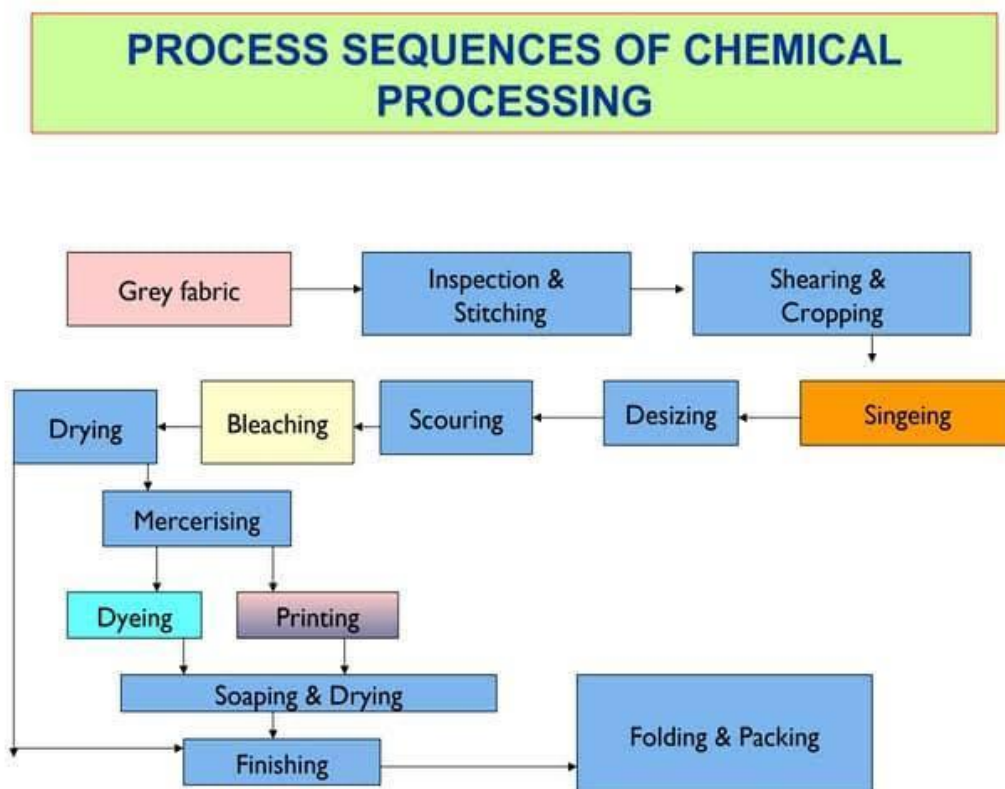 PROCESS SEQUENCES OF CHEMICAL
PROCESSING
Grey fabric
Inspection &
Stitching
Shearing &
Cropping
Singeing
Desizing
Scouring
Bleaching
Drying
Mercerising
Dyeing
Printing
Soaping & Drying
Finishing
Folding & Packing